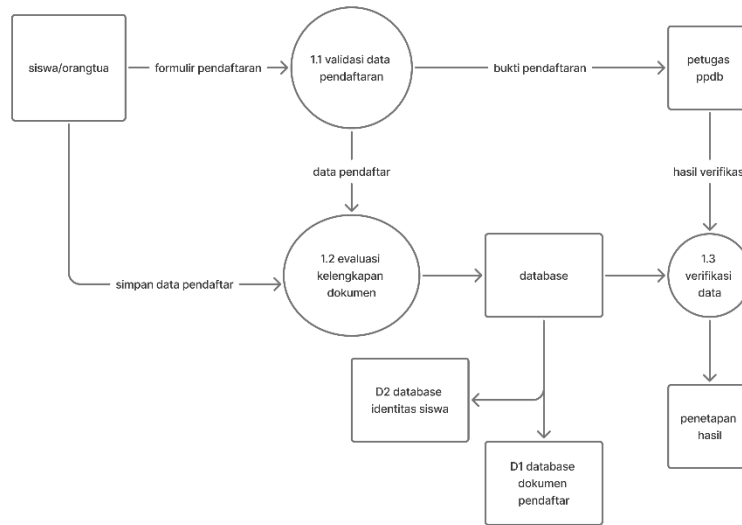 siswa/orangtua
formulir pendaftaran
1.1 validasi data
pendaftaran
bukti pendaftaran
petugas
ppdb
data pendaftar
hasil verifikasi
simpan data pendaftar
1.2 evaluasi
kelengkapan
dokumen
database
1.3
verifikasi
data
D2 database
identitas siswa
D1 database
dokumen
pendaftar
penetapan
hasil